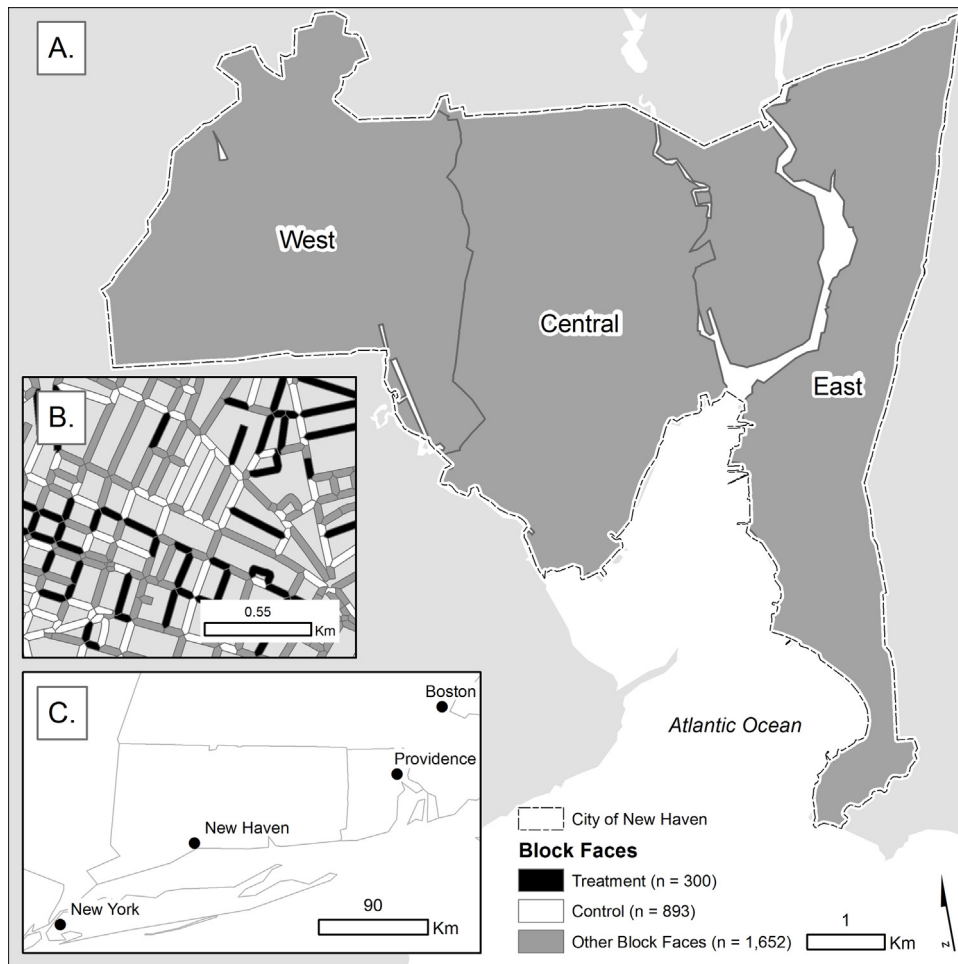 A.
West
Central
East
B.
0.55
Km
C.
Boston
Providence
New Haven
New York
90
Km
Atlantic Ocean
City of New Haven
Block Faces
Treatment (n = 300)
Control (n = 893)
Other Block Faces (n = 1,652)
1
Km
N